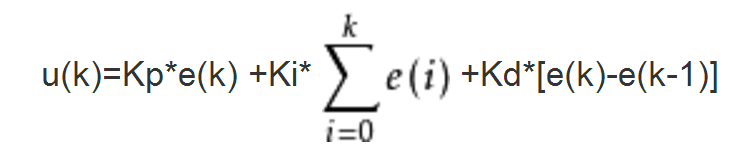 u(k)=Kp*e(k) +Ki* k ∑ i=0 e(i) +Kd*[e(k)-e(k-1)]